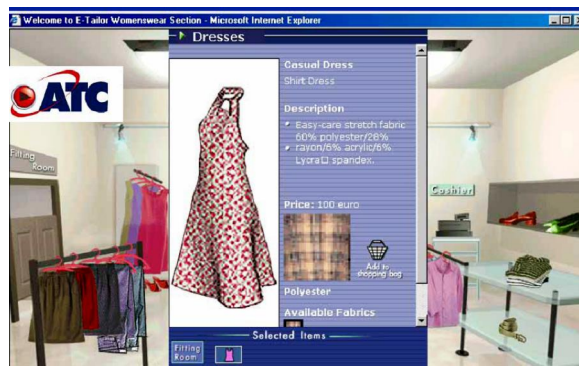 Welcome to E-Tailor Womenswear Section - Microsoft Internet Explorer
Dresses
ATC
Casual Dress
Shirt Dress
Description
Easy-care stretch fabric
60% polyester/28%
rayon/6% acrylic/6%
Lycra spandex.
Fitting
Room
Cashier
Price: 100 euro
Add to
shopping bag
Polyester
Available Fabrics
Selected Items
Fitting
Room